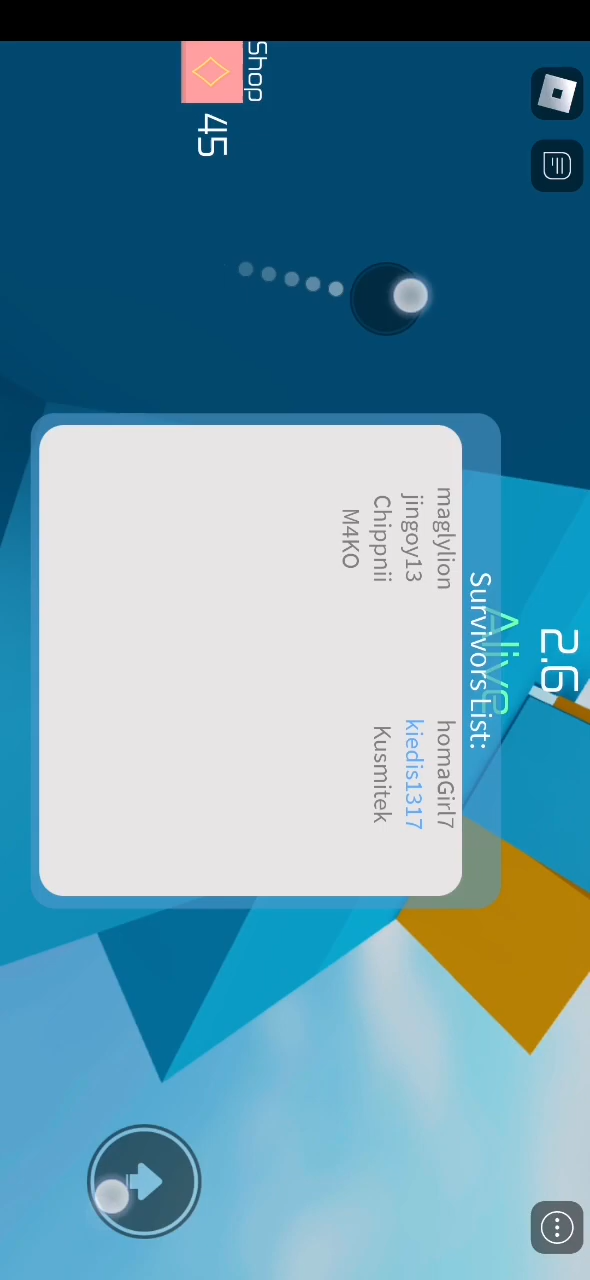 Shop
45
2.6
Alive
Survivors List:
maglylion homaGirl7
jingoy13 kiedis1317
Chippnii Kusmitek
M4KO